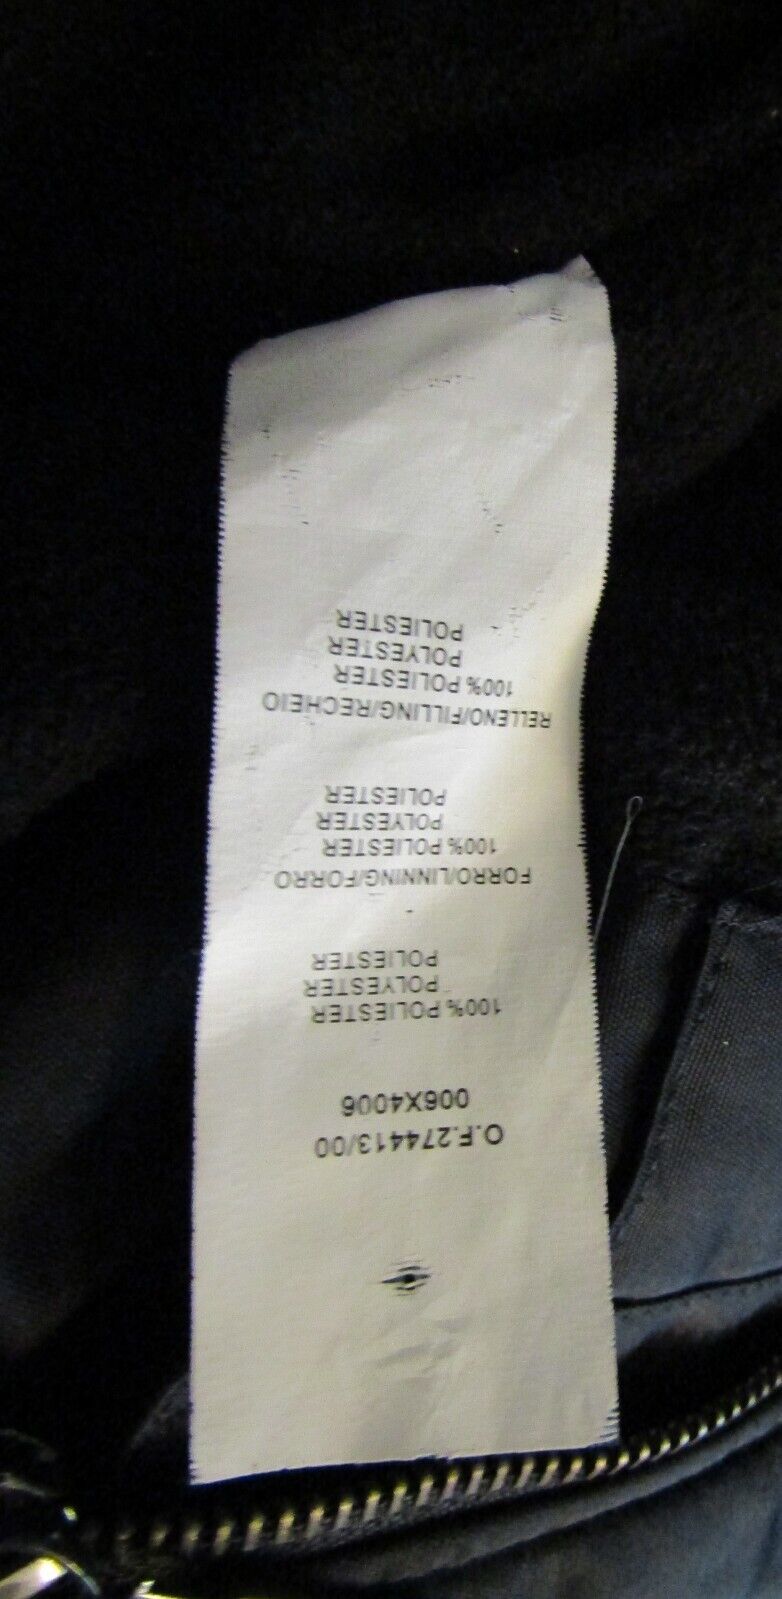 O.F.274413/00
006X4006
100% POLIESTER
POLYESTER
POLIESTER
FORRO/LINNING/FORRO
100% POLIESTER
POLYESTER
POLIESTER
RELLENO/FILLING/RECHEIO
100% POLIESTER
POLYESTER
POLIESTER